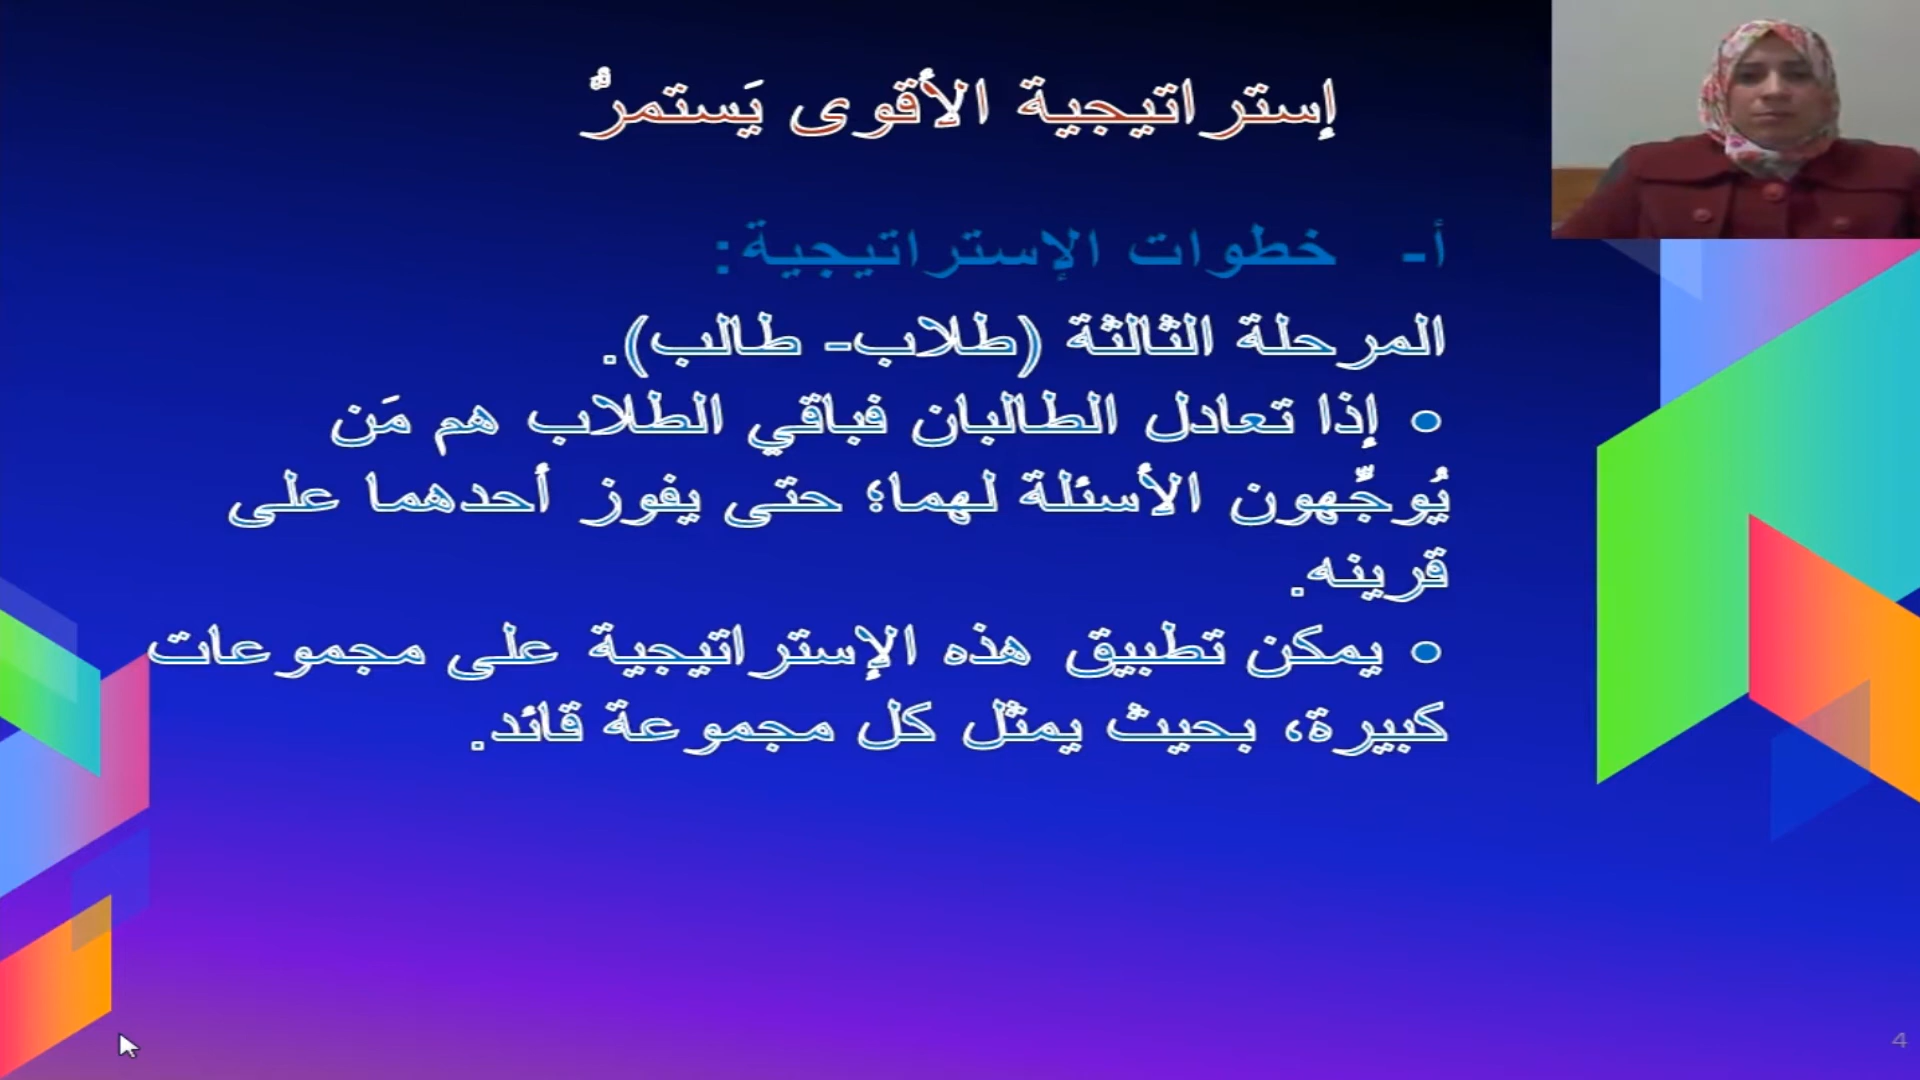 إستراتيجية الأقوى يَستمرُّ
أ- خطوات الإستراتيجية:
المرحلة الثالثة (طلاب- طالب).
• إذا تعادل الطالبان فباقي الطلاب هم مَن
يُوجِّهون الأسئلة لهما؛ حتى يفوز أحدهما على
قرينه.
• يمكن تطبيق هذه الإستراتيجية على مجموعات
كبيرة، بحيث يمثل كل مجموعة قائد.
4